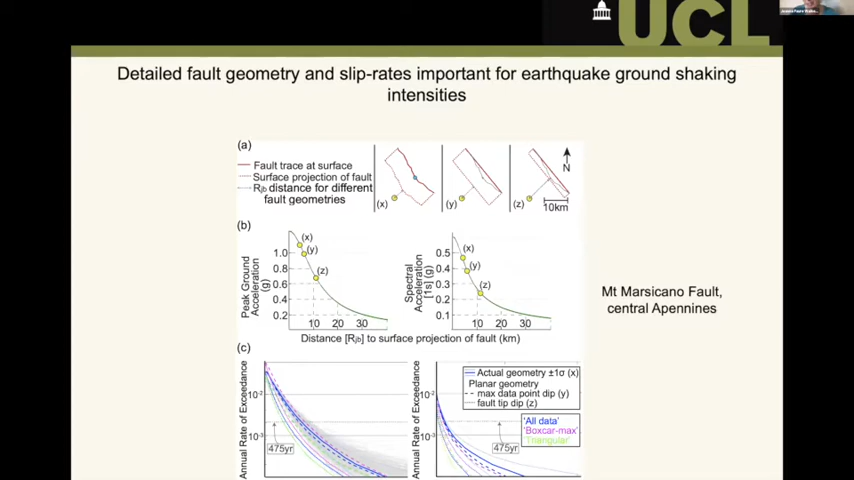 UCL
Detailed fault geometry and slip-rates important for earthquake ground shaking
intensities
(a)
Fault trace at surface
Surface projection of fault
Rjb distance for different
fault geometries
(x)
(y)
(z)
N
10km
(b)
Peak Ground
Acceleration
(g)
1.0
0.8
0.6
0.4
0.2
(x)
(y)
(z)
10 20 30
Spectral
Acceleration
[1s] (g)
0.5
0.4
0.3
0.2
0.1
(x)
(y)
(z)
10 20 30
Distance [Rjb] to surface projection of fault (km)
Mt Marsicano Fault,
central Apennines
(c)
Annual Rate of Exceedance
10-2
10-3
475yr
Annual Rate of Exceedance
10-2
10-3
475yr
Actual geometry ±1σ (x)
Planar geometry
max data point dip (y)
fault tip dip (z)
'All data'
'Boxcar-max'
'Triangular'